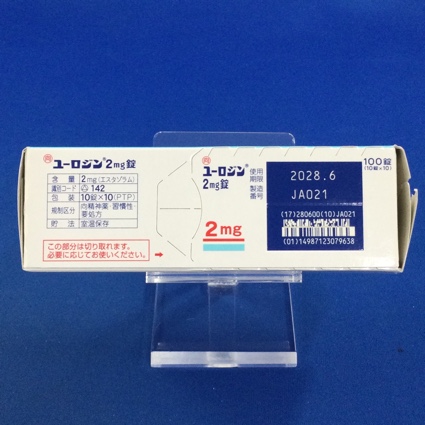 向 ユーロジン® 2mg錠
含 量 2mg(エスタゾラム)
識別コード 142
包 装 10錠×10(PTP)
規制区分 向精神薬・習慣性
要処方
貯 法 室温保存
この部分は切り取れます。
必要に応じてお使いください。→
向
ユーロジン®
2mg錠
2mg
使用
期限
2028.6
製造
番号
JA021
100錠
(10錠×10)
(17)280600(10)JA021
(01)14987123079638